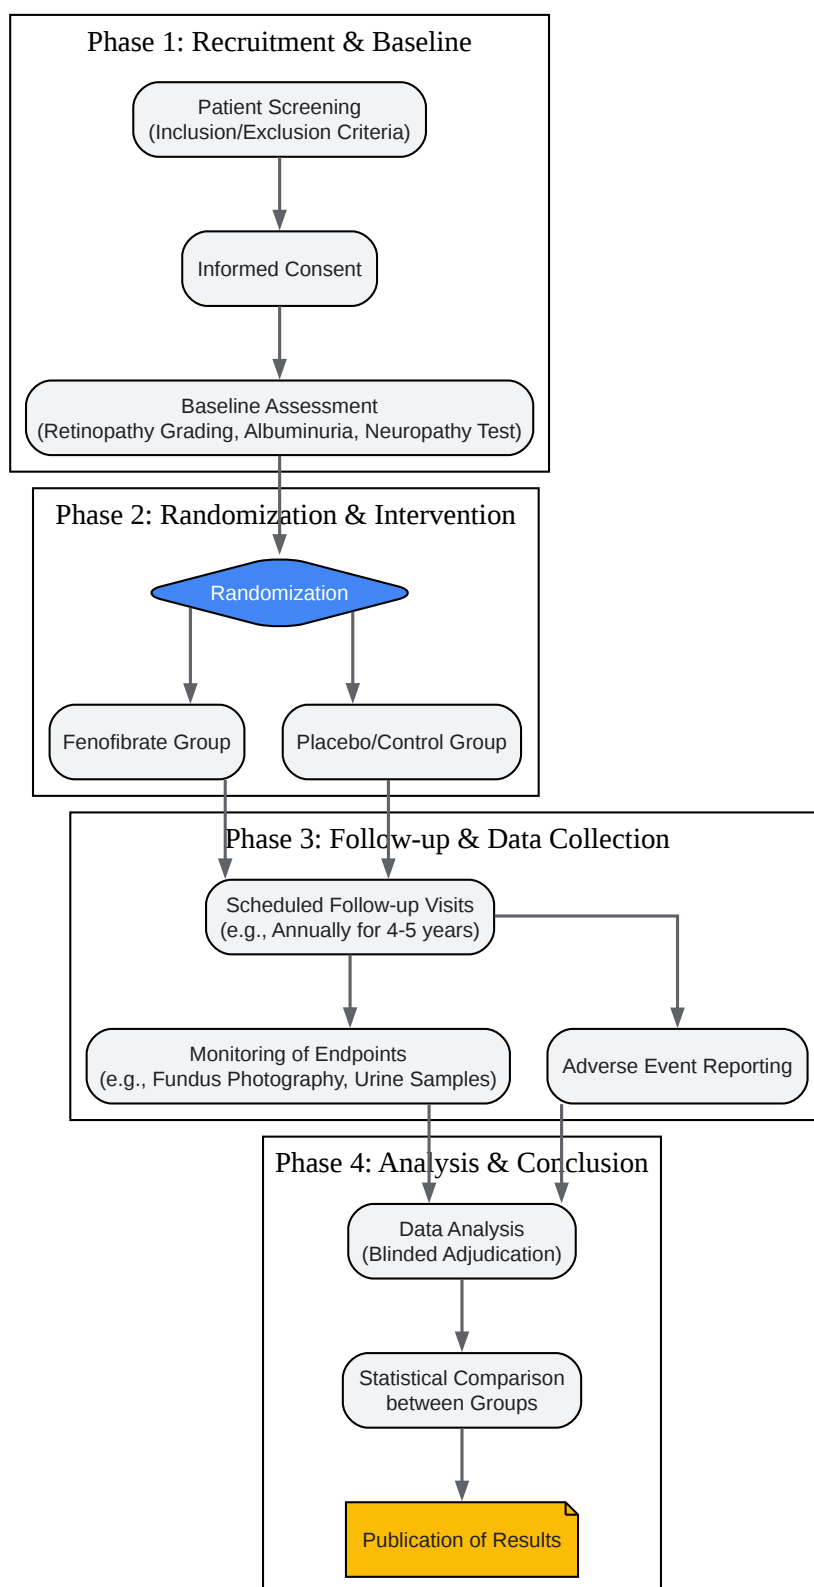 Phase 1: Recruitment & Baseline
Patient Screening
(Inclusion/Exclusion Criteria)
Informed Consent
Baseline Assessment
(Retinopathy Grading, Albuminuria, Neuropathy Test)
Phase 2: Randomization & Intervention
Randomization
Fenofibrate Group
Placebo/Control Group
Phase 3: Follow-up & Data Collection
Scheduled Follow-up Visits
(e.g., Annually for 4-5 years)
Monitoring of Endpoints
(e.g., Fundus Photography, Urine Samples)
Adverse Event Reporting
Phase 4: Analysis & Conclusion
Data Analysis
(Blinded Adjudication)
Statistical Comparison
between Groups
Publication of Results